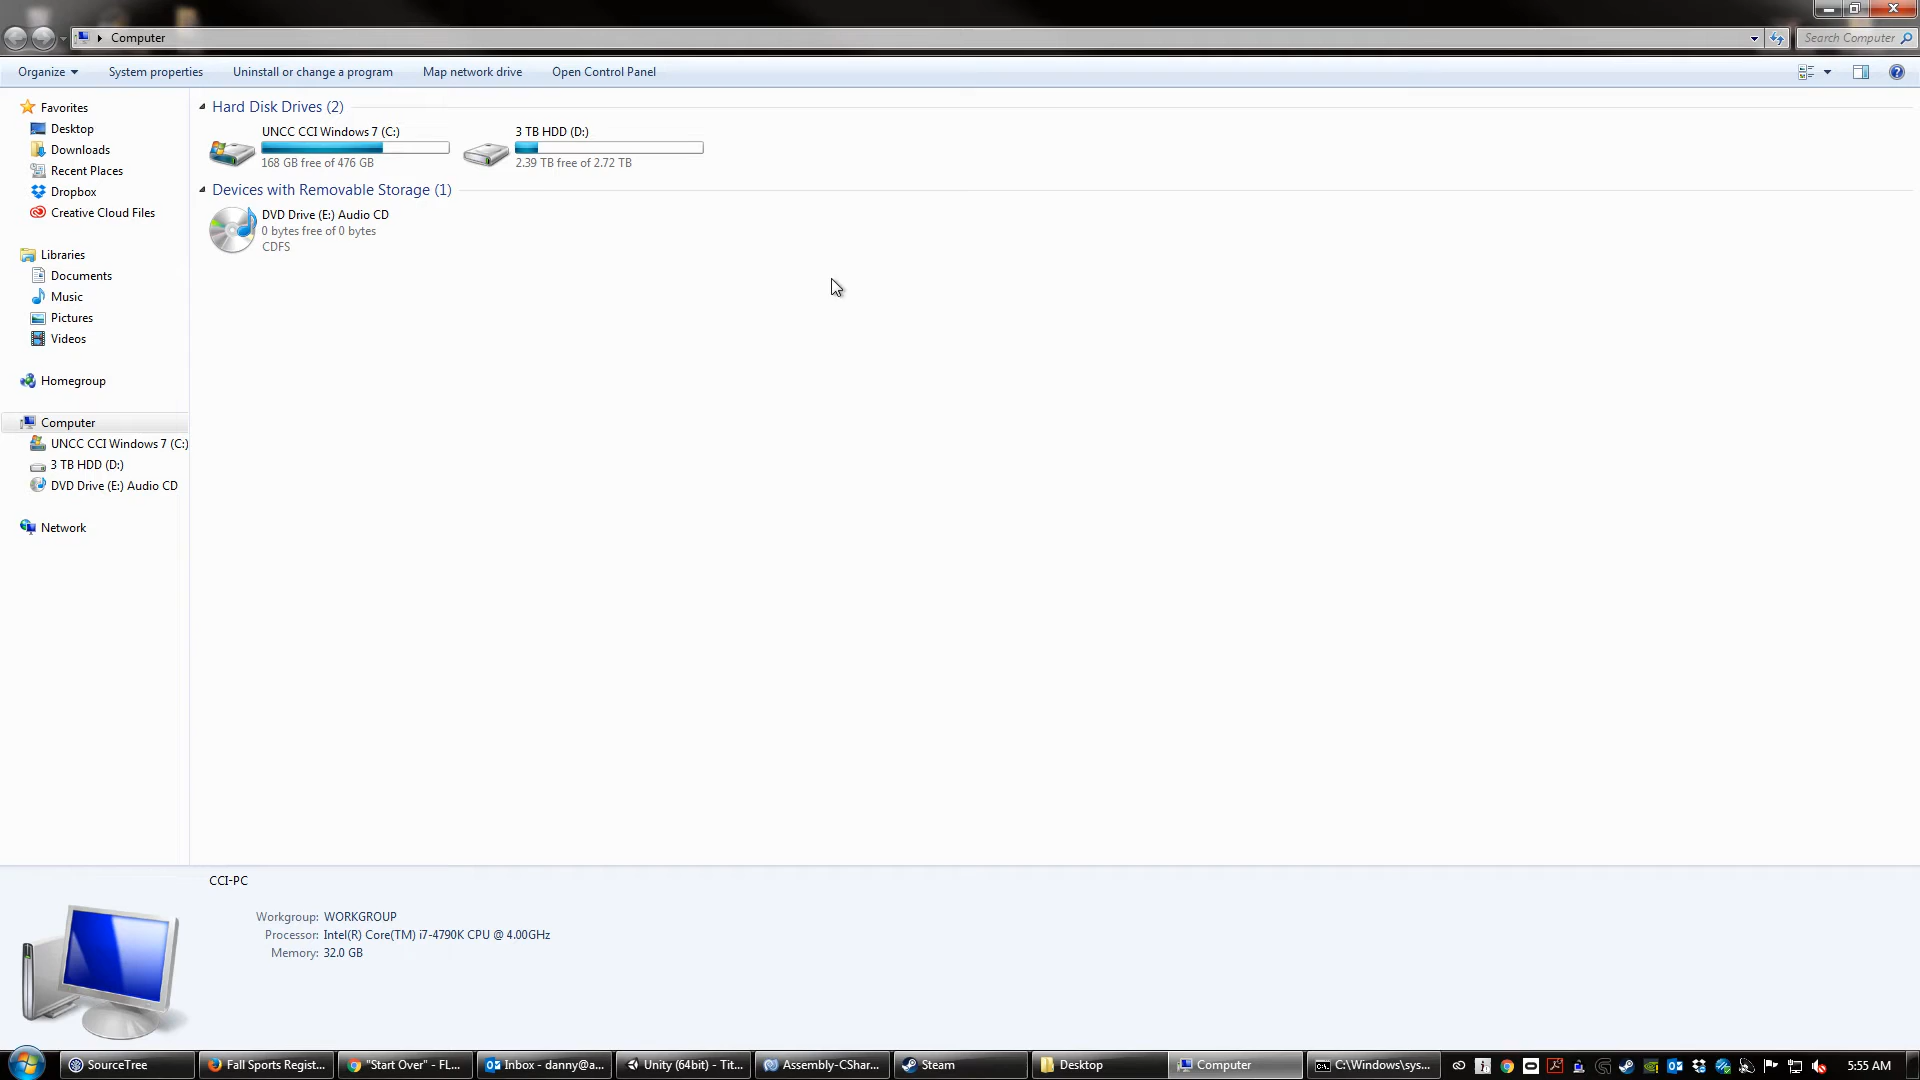 Computer
Search Computer
Organize
System properties
Uninstall or change a program
Map network drive
Open Control Panel
Favorites
Desktop
Downloads
Recent Places
Dropbox
Creative Cloud Files
Libraries
Documents
Music
Pictures
Videos
Homegroup
Computer
UNCC CCI Windows 7 (C:)
3 TB HDD (D:)
DVD Drive (E:) Audio CD
Network
Hard Disk Drives (2)
UNCC CCI Windows 7 (C:)
168 GB free of 476 GB
3 TB HDD (D:)
2.39 TB free of 2.72 TB
Devices with Removable Storage (1)
DVD Drive (E:) Audio CD
0 bytes free of 0 bytes
CDFS
CCI-PC
Workgroup: WORKGROUP
Processor: Intel(R) Core(TM) i7-4790K CPU @ 4.00GHz
Memory: 32.0 GB
SourceTree
Fall Sports Regist...
"Start Over" - FL...
Inbox - danny@a...
Unity (64bit) - Tit...
Assembly-CShar...
Steam
Desktop
Computer
C:\Windows\sys...
5:55 AM